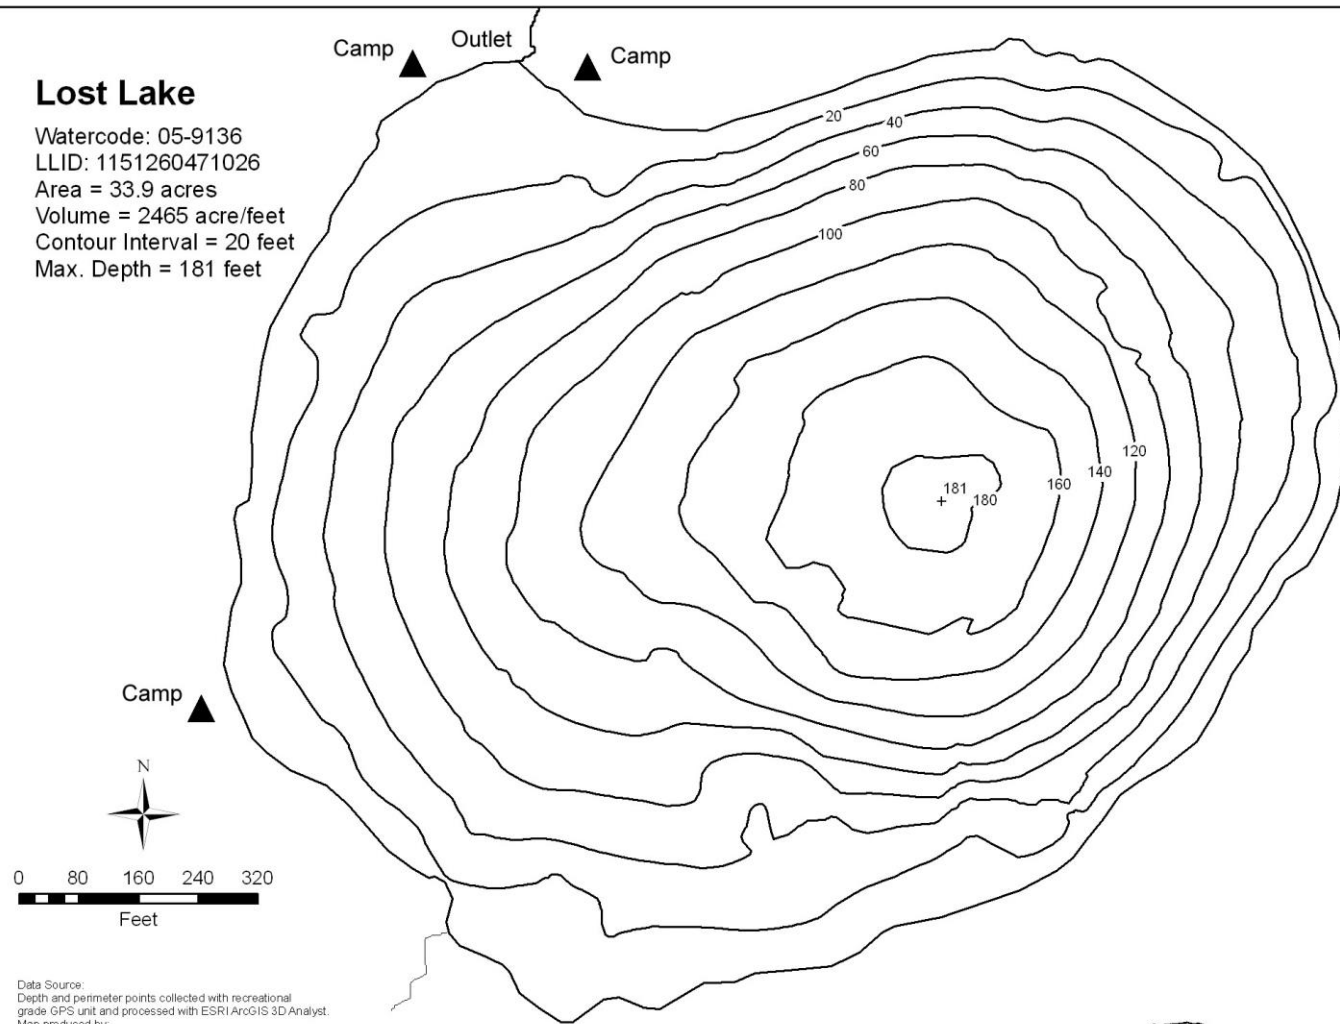 Camp
Outlet
Camp
Lost Lake
Watercode: 05-9136
LLID: 1151260471026
Area = 33.9 acres
Volume = 2465 acre/feet
Contour Interval = 20 feet
Max. Depth = 181 feet
20
40
60
80
100
120
140
160
181
180
Camp
N
0 80 160 240 320
Feet
Data Source:
Depth and perimeter points collected with recreational
grade GPS unit and processed with ESRI ArcGIS 3D Analyst.
Map produced by: